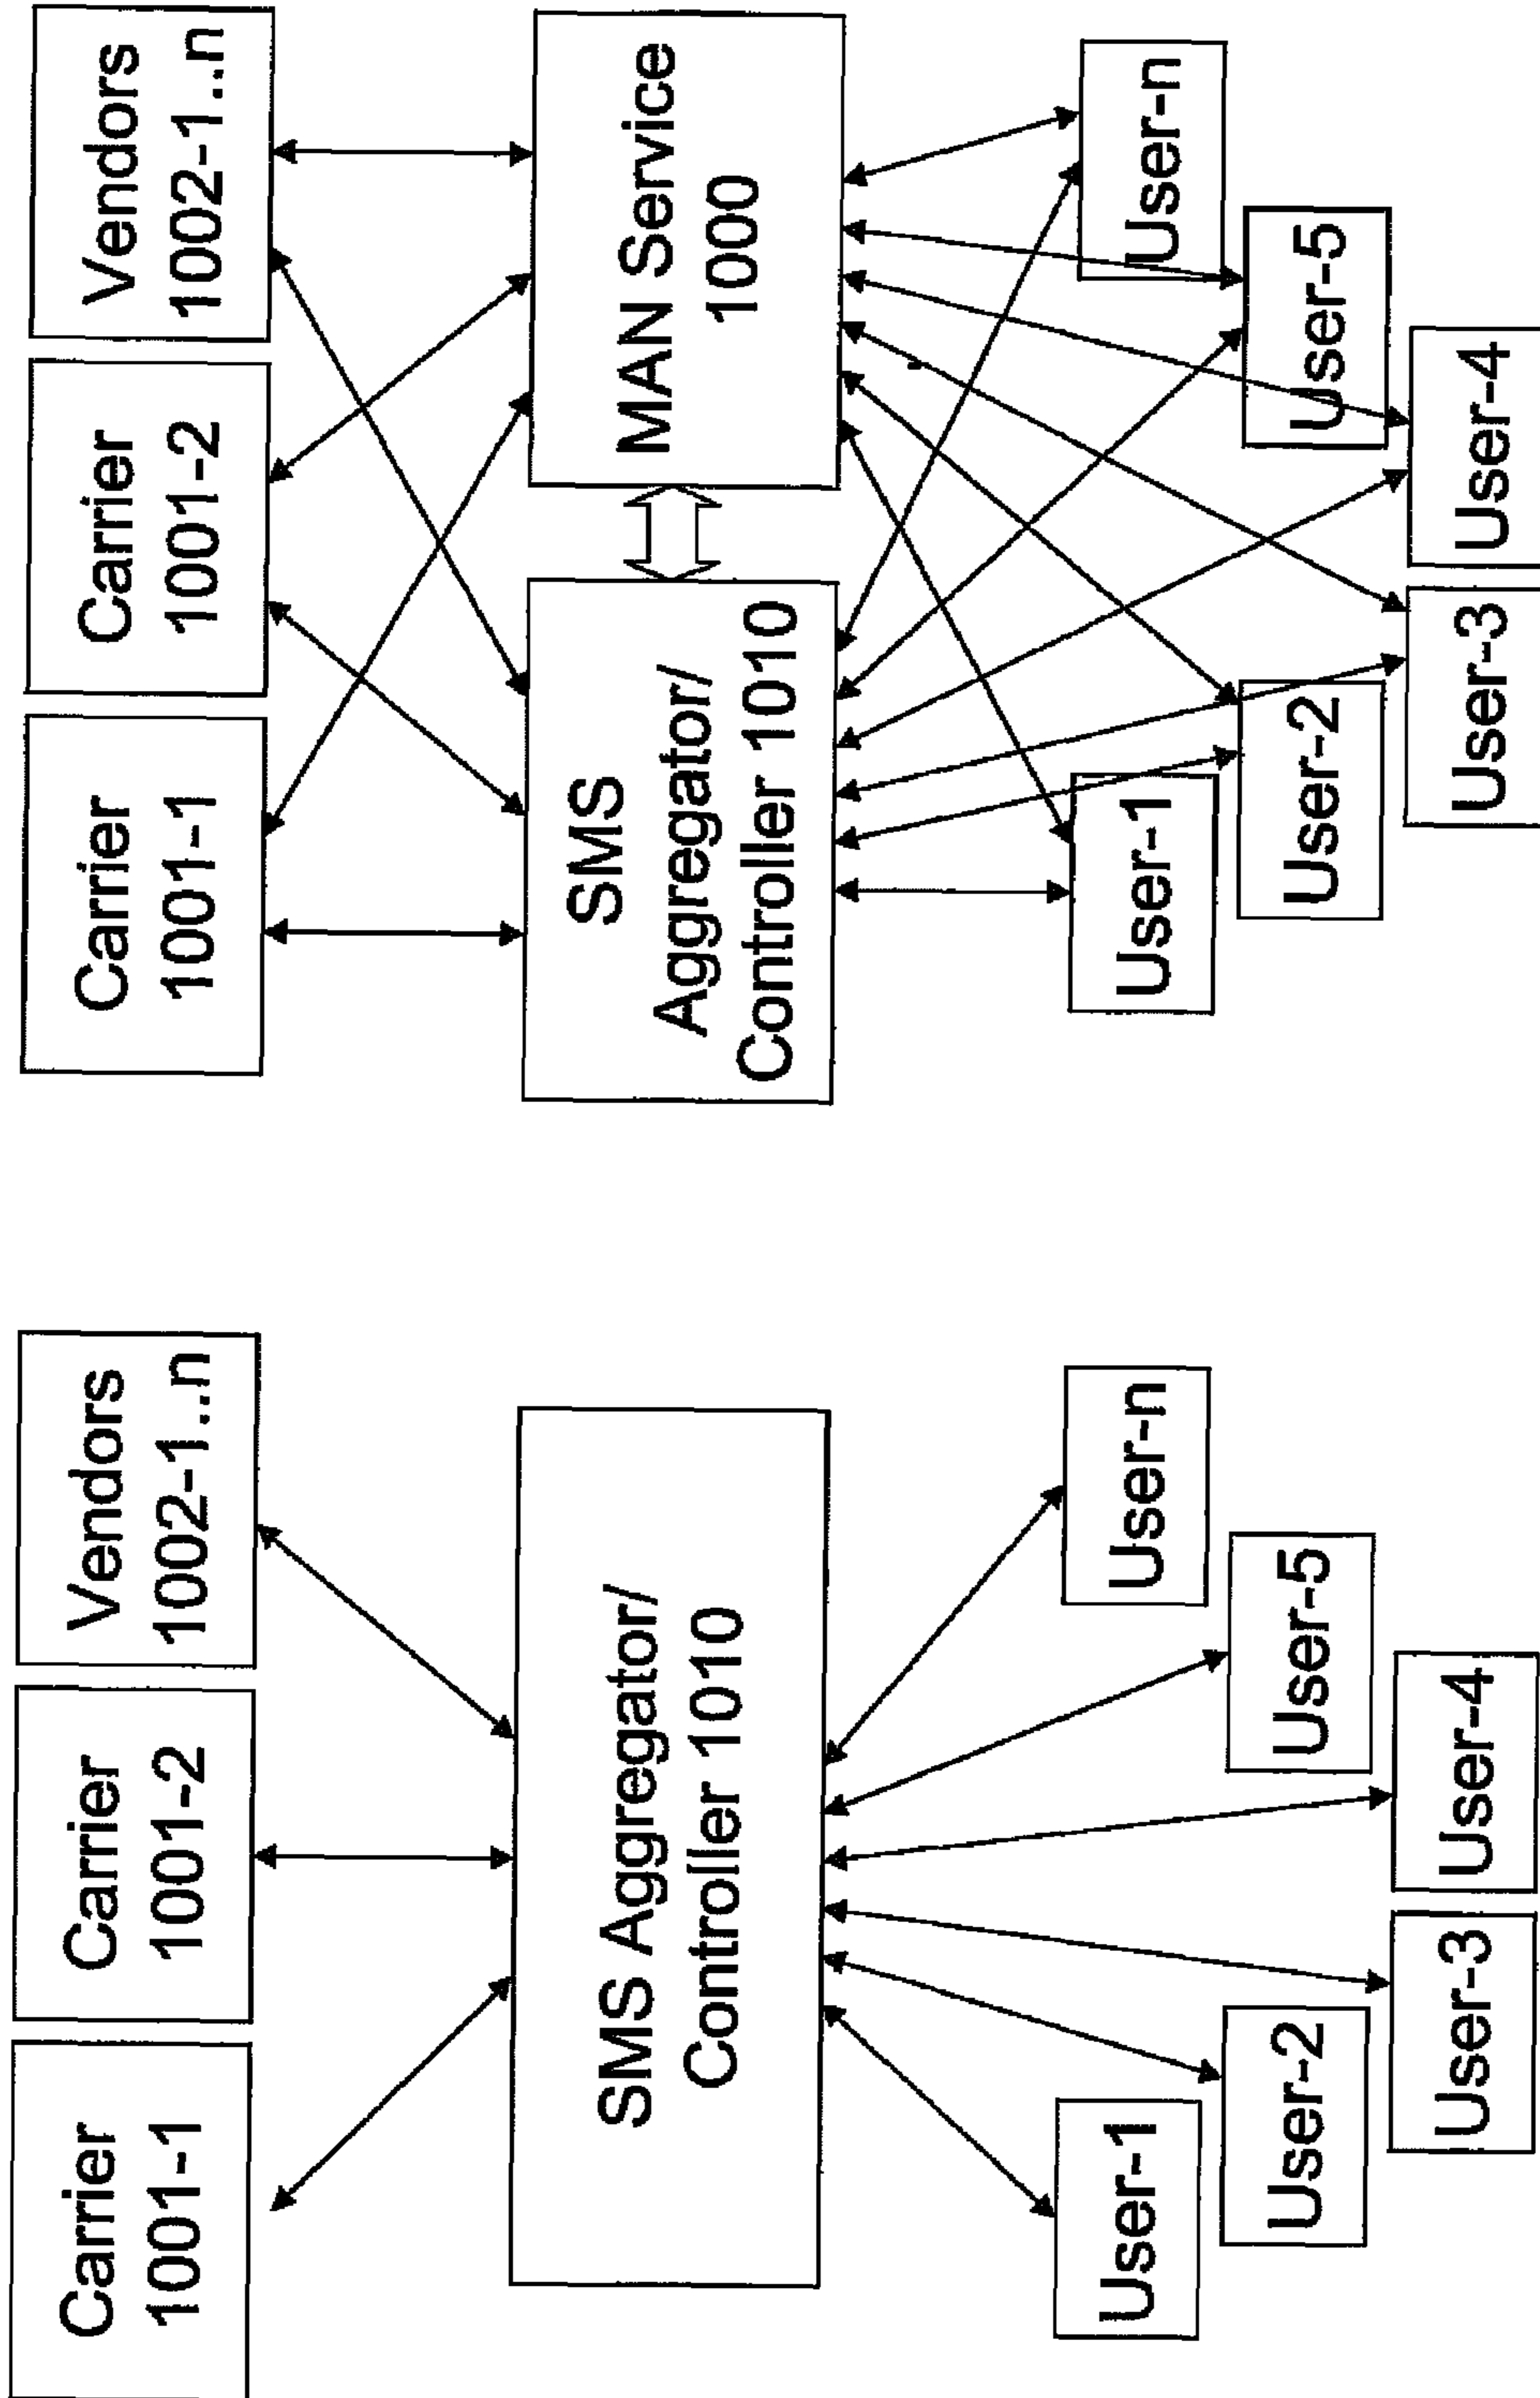 Carrier
1001-1
Carrier
1001-2
Vendors
1002-1..n
SMS Aggregator/
Controller 1010
User-1
User-2
User-3
User-4
User-5
User-n
Carrier
1001-1
Carrier
1001-2
Vendors
1002-1..n
SMS
Aggregator/
Controller 1010
MAN Service
1000
User-1
User-2
User-3
User-4
User-5
User-n